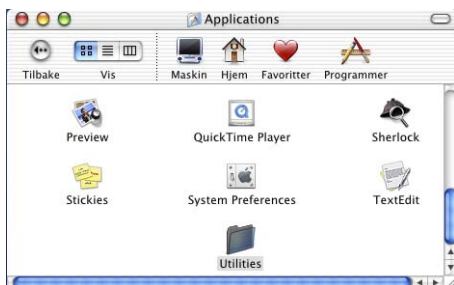 Applications
Tilbake Vis Maskin Hjem Favoritter Programmer
Preview QuickTime Player Sherlock
Stickies System Preferences TextEdit
Utilities